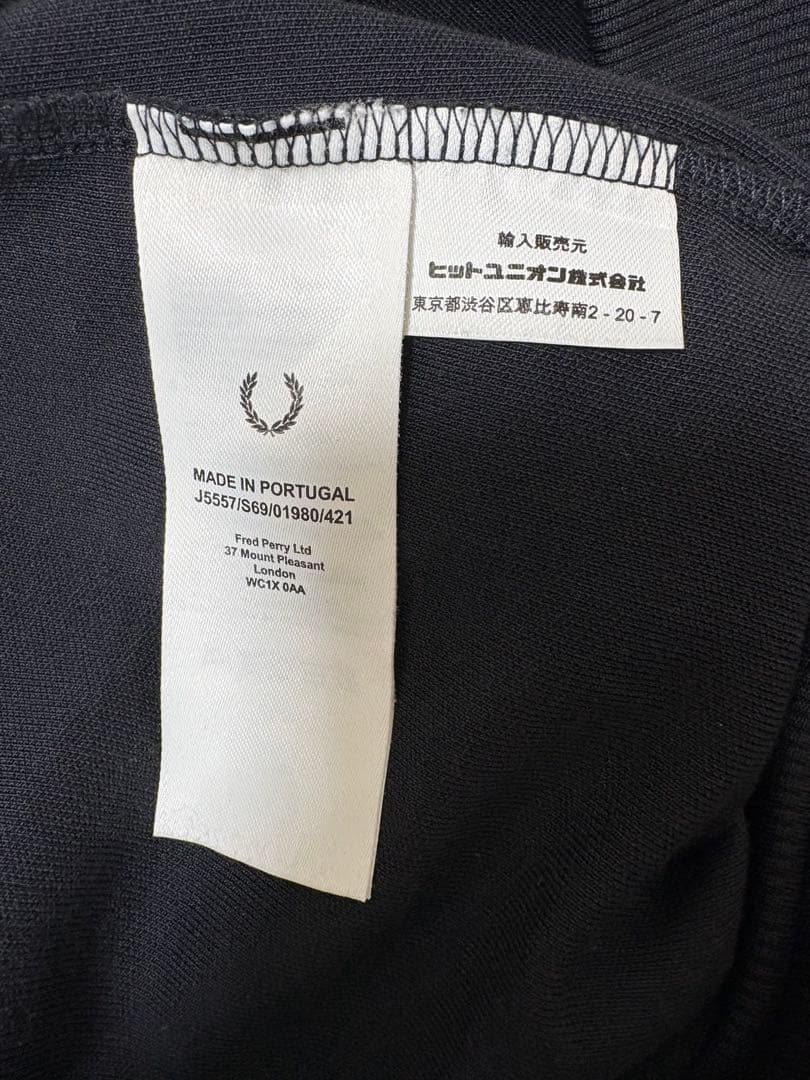 輸入販売元
ヒットユニオン株式会社
東京都渋谷区恵比寿南2-20-7
MADE IN PORTUGAL
J5557/S69/01980/421
Fred Perry Ltd
37 Mount Pleasant
London
WC1X 0AA